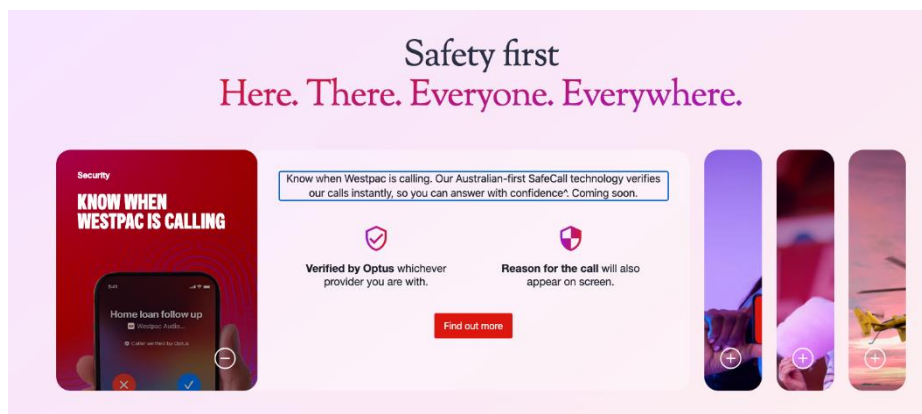 Safety first
Here. There. Everyone. Everywhere.
Security
KNOW WHEN
WESTPAC IS CALLING
9:41
Home loan follow up
Westpac Audio...
Caller verified by Optus
Know when Westpac is calling. Our Australian-first SafeCall technology verifies
our calls instantly, so you can answer with confidence^. Coming soon.
Verified by Optus whichever
provider you are with.
Reason for the call will also
appear on screen.
Find out more